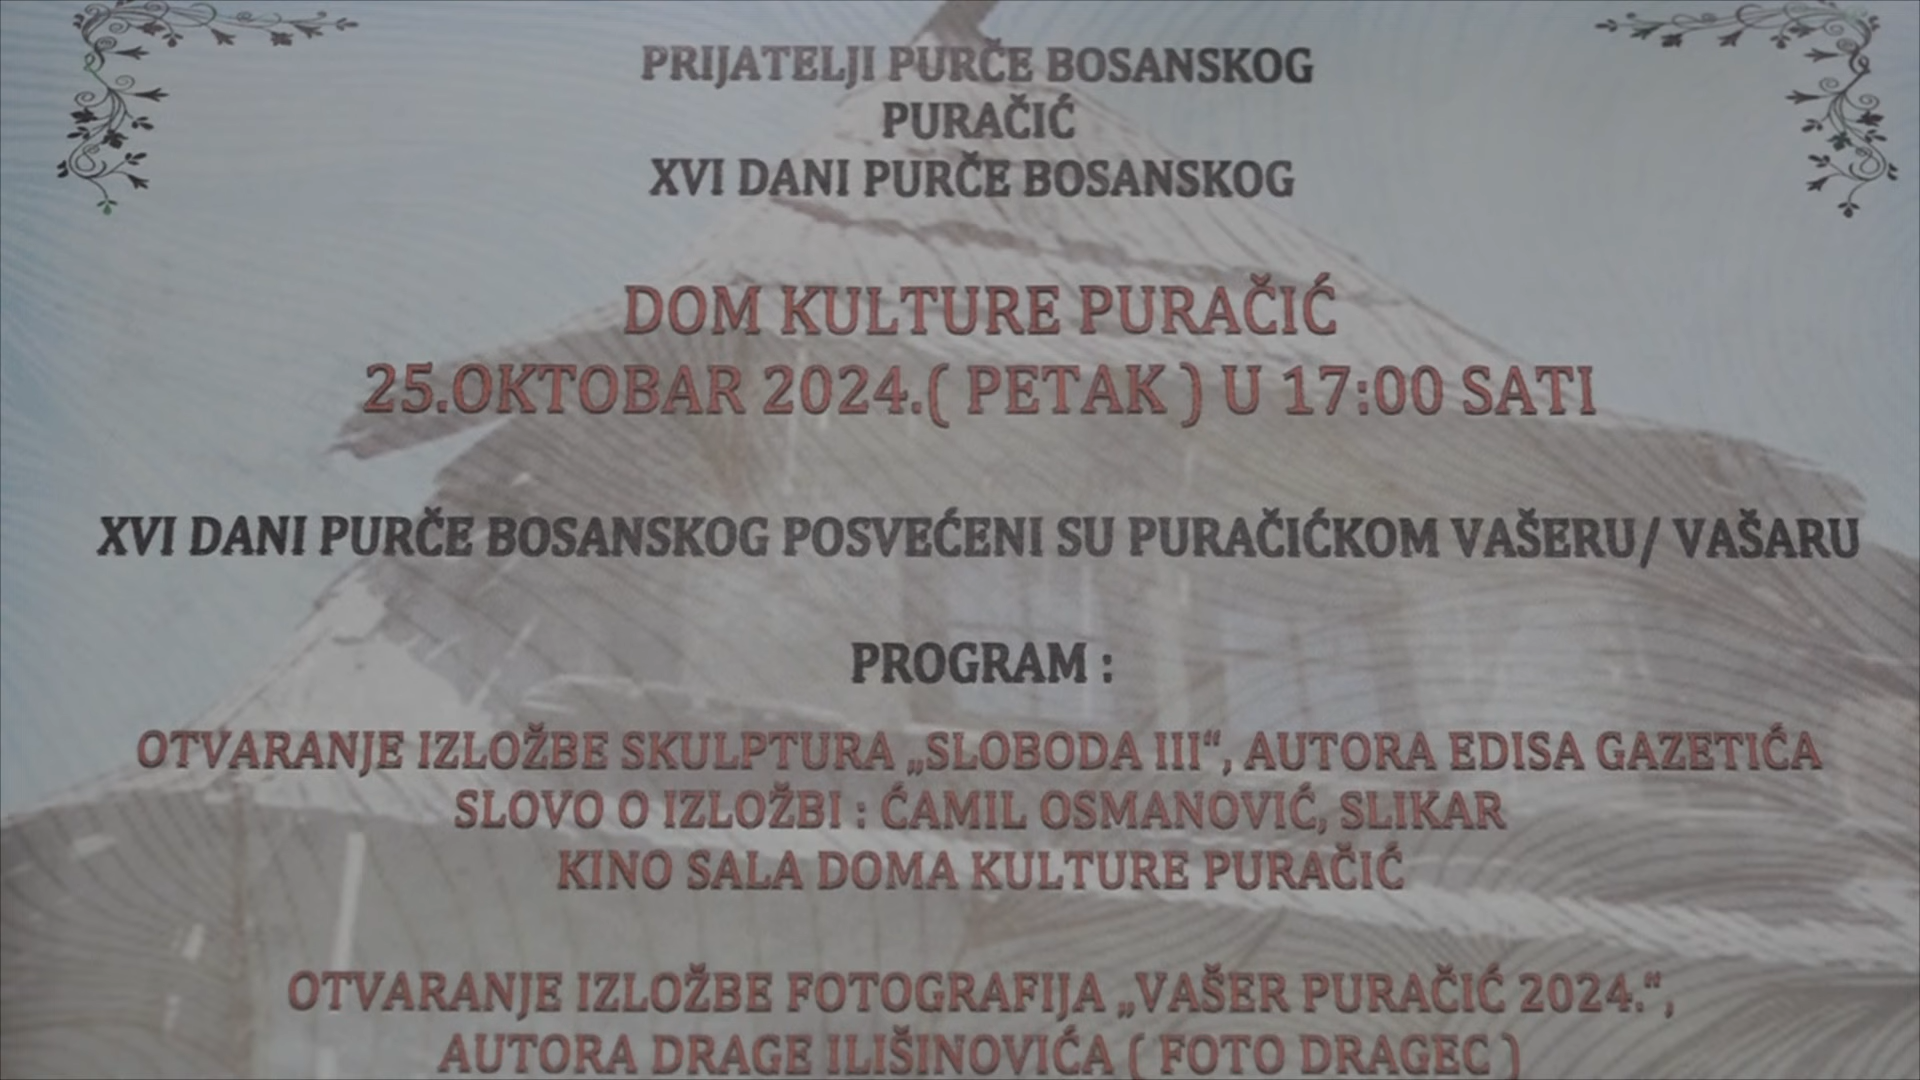 PRIJATELJI PURČE BOSANSKOG
PURAČIĆ
XVI DANI PURČE BOSANSKOG
DOM KULTURE PURAČIĆ
25.OKTOBAR 2024.( PETAK ) U 17:00 SATI
XVI DANI PURČE BOSANSKOG POSVEĆENI SU PURAČIĆKOM VAŠERU/ VAŠARU
PROGRAM :
OTVARANJE IZLOŽBE SKULPTURA „SLOBODA III“, AUTORA EDISA GAZETIĆA
SLOVO O IZLOŽBI : ĆAMIL OSMANOVIĆ, SLIKAR
KINO SALA DOMA KULTURE PURAČIĆ
OTVARANJE IZLOŽBE FOTOGRAFIJA „VAŠER PURAČIĆ 2024.“,
AUTORA DRAGE ILIŠINOVIĆA ( FOTO DRAGEC )